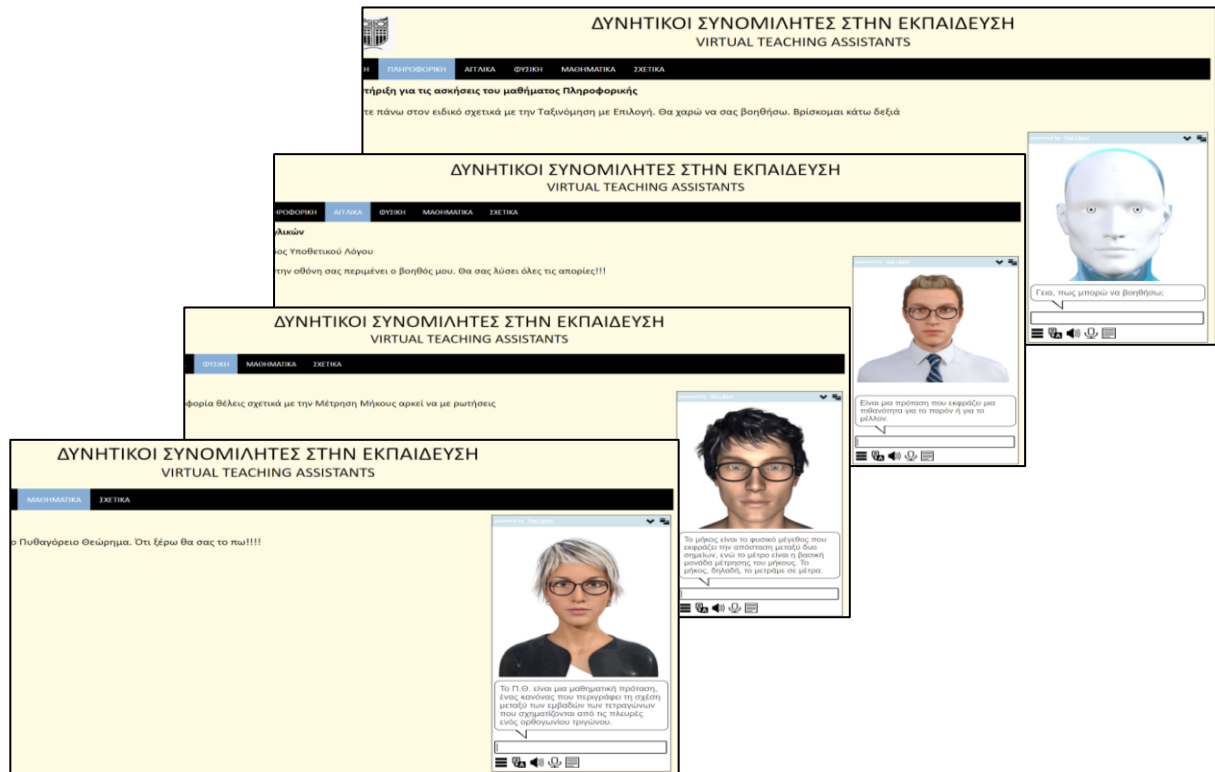 ΔΥΝΗΤΙΚΟΙ ΣΥΝΟΜΙΛΗΤΕΣ ΣΤΗΝ ΕΚΠΑΙΔΕΥΣΗ
VIRTUAL TEACHING ASSISTANTS
Η ΠΛΗΡΟΦΟΡΙΚΗ ΑΓΓΛΙΚΑ ΦΥΣΙΚΗ ΜΑΘΗΜΑΤΙΚΑ ΣΧΕΤΙΚΑ
τήριξη για τις ασκήσεις του μαθήματος Πληροφορικής
τε πάνω στον ειδικό σχετικά με την Ταξινόμηση με Επιλογή. Θα χαρώ να σας βοηθήσω. Βρίσκομαι κάτω δεξιά
Γεια, πως μπορώ να βοηθήσω;
ΔΥΝΗΤΙΚΟΙ ΣΥΝΟΜΙΛΗΤΕΣ ΣΤΗΝ ΕΚΠΑΙΔΕΥΣΗ
VIRTUAL TEACHING ASSISTANTS
ΗΡΟΦΟΡΙΚΗ ΑΓΓΛΙΚΑ ΦΥΣΙΚΗ ΜΑΘΗΜΑΤΙΚΑ ΣΧΕΤΙΚΑ
γλικών
ος Υποθετικού Λόγου
την οθόνη σας περιμένει ο βοηθός μου. Θα σας λύσει όλες τις απορίες!!!
Είναι μια πρόταση που εκφράζει μια
πιθανότητα για το παρόν ή για το
μέλλον.
ΔΥΝΗΤΙΚΟΙ ΣΥΝΟΜΙΛΗΤΕΣ ΣΤΗΝ ΕΚΠΑΙΔΕΥΣΗ
VIRTUAL TEACHING ASSISTANTS
ΦΥΣΙΚΗ ΜΑΘΗΜΑΤΙΚΑ ΣΧΕΤΙΚΑ
φορία θέλεις σχετικά με την Μέτρηση Μήκους αρκεί να με ρωτήσεις
Το μήκος είναι το φυσικό μέγεθος που
εκφράζει την απόσταση μεταξύ δυο
σημείων, ενώ το μέτρο είναι η βασική
μονάδα μέτρησης του μήκους. Το
μήκος, δηλαδή, το μετράμε σε μέτρα.
ΔΥΝΗΤΙΚΟΙ ΣΥΝΟΜΙΛΗΤΕΣ ΣΤΗΝ ΕΚΠΑΙΔΕΥΣΗ
VIRTUAL TEACHING ASSISTANTS
ΜΑΘΗΜΑΤΙΚΑ ΣΧΕΤΙΚΑ
ο Πυθαγόρειο Θεώρημα. Ότι ξέρω θα σας το πω!!!!
Το Π.Θ. είναι μια μαθηματική πρόταση,
ένας κανόνας που περιγράφει τη σχέση
μεταξύ των εμβαδών των τετραγώνων
που σχηματίζονται από τις πλευρές
ενός ορθογωνίου τριγώνου.